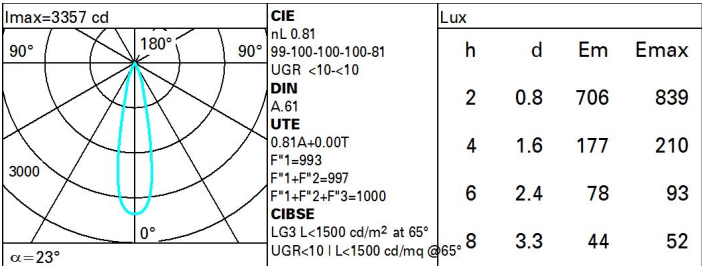 Imax=3357 cd
90°
180°
90°
3000
0°
α=23°
CIE
nL 0.81
99-100-100-100-81
UGR <10-<10
DIN
A.61
UTE
0.81A+0.00T
F"1=993
F"1+F"2=997
F"1+F"2+F"3=1000
CIBSE
LG3 L<1500 cd/m² at 65°
UGR<10 | L<1500 cd/mq @65°
Lux
h d Em Emax
2 0.8 706 839
4 1.6 177 210
6 2.4 78 93
8 3.3 44 52